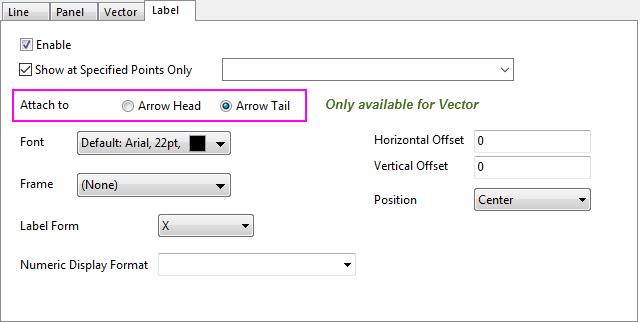 Line Panel Vector Label
Enable
Show at Specified Points Only
Attach to Arrow Head Arrow Tail Only available for Vector
Font Default: Arial, 22pt, Horizontal Offset 0
Vertical Offset 0
Frame (None)
Position Center
Label Form X
Numeric Display Format